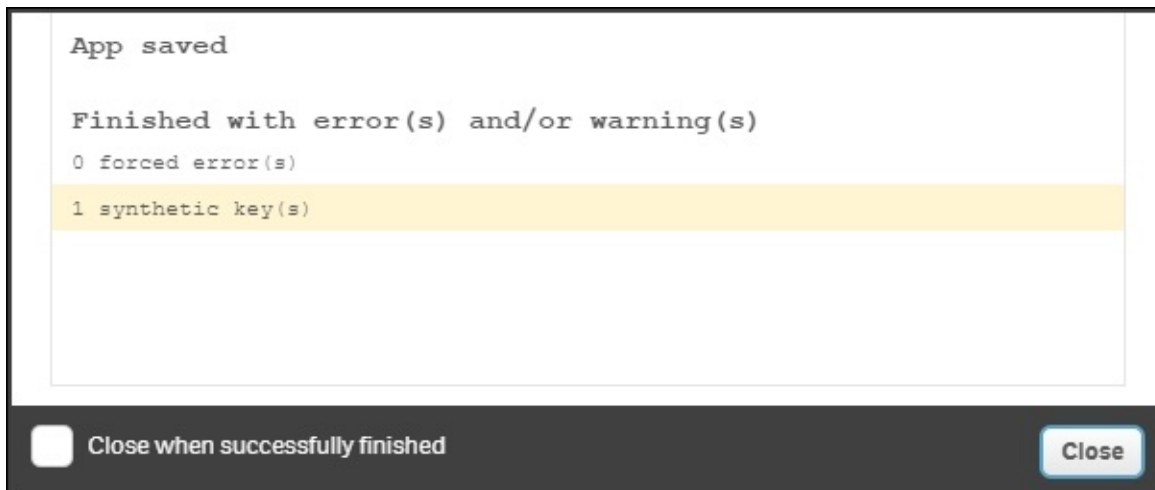 App saved
Finished with error(s) and/or warning(s)
0 forced error(s)
1 synthetic key(s)
Close when successfully finished
Close